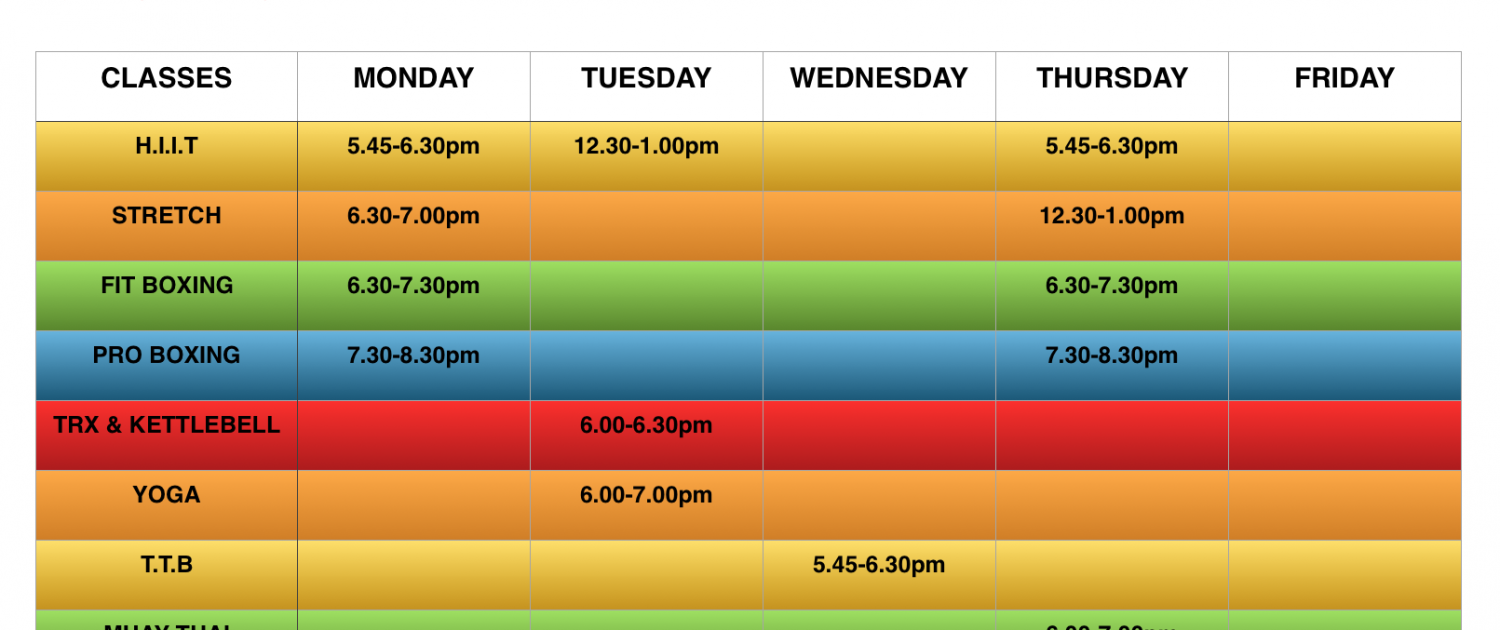 CLASSES MONDAY TUESDAY WEDNESDAY THURSDAY FRIDAY
H.I.I.T 5.45-6.30pm 12.30-1.00pm 5.45-6.30pm
STRETCH 6.30-7.00pm 12.30-1.00pm
FIT BOXING 6.30-7.30pm 6.30-7.30pm
PRO BOXING 7.30-8.30pm 7.30-8.30pm
TRX & KETTLEBELL 6.00-6.30pm
YOGA 6.00-7.00pm
T.T.B 5.45-6.30pm
MUAY THAI